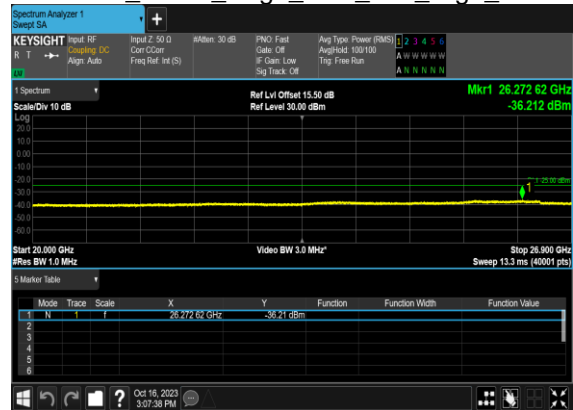 Spectrum Analyzer 1
Swept SA
KEYSIGHT Input: RF Input Z: 50 Ω #Atten: 30 dB PNO: Fast Avg Type: Power (RMS) 1 2 3 4 5 6
R T Coupling: DC Corr CCorr Gate: Off Avg|Hold: 100/100 A W W W W W
Align: Auto Freq Ref: Int (S) IF Gain: Low Trig: Free Run
Sig Track: Off A N N N N N
LW
1 Spectrum Ref Lvl Offset 15.50 dB Mkr1 26.272 62 GHz
Scale/Div 10 dB Ref Level 30.00 dBm -36.212 dBm
Log
20.0
10.0
0.00
-10.0
-20.0
-25.00 dBm
-30.0
1
-40.0
-50.0
-60.0
Start 20.000 GHz Video BW 3.0 MHz* Stop 26.900 GHz
#Res BW 1.0 MHz Sweep 13.3 ms (40001 pts)
5 Marker Table
Mode Trace Scale X Y Function Function Width Function Value
1 N 1 f 26.272 62 GHz -36.21 dBm
2
3
4
5
6
? Oct 16, 2023
3:07:38 PM